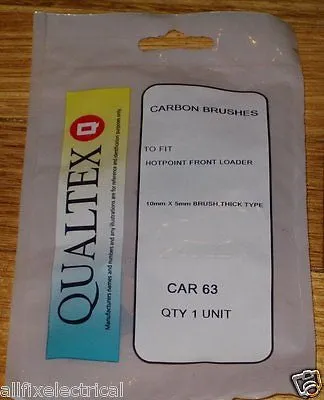 QUALTEX Q
Manufacturers names and numbers and any illustrations are for reference and identification purposes only.
CARBON BRUSHES
TO FIT
HOTPOINT FRONT LOADER
10mm X 5mm BRUSH,THICK TYPE
CAR 63
QTY 1 UNIT
allfixelectrical